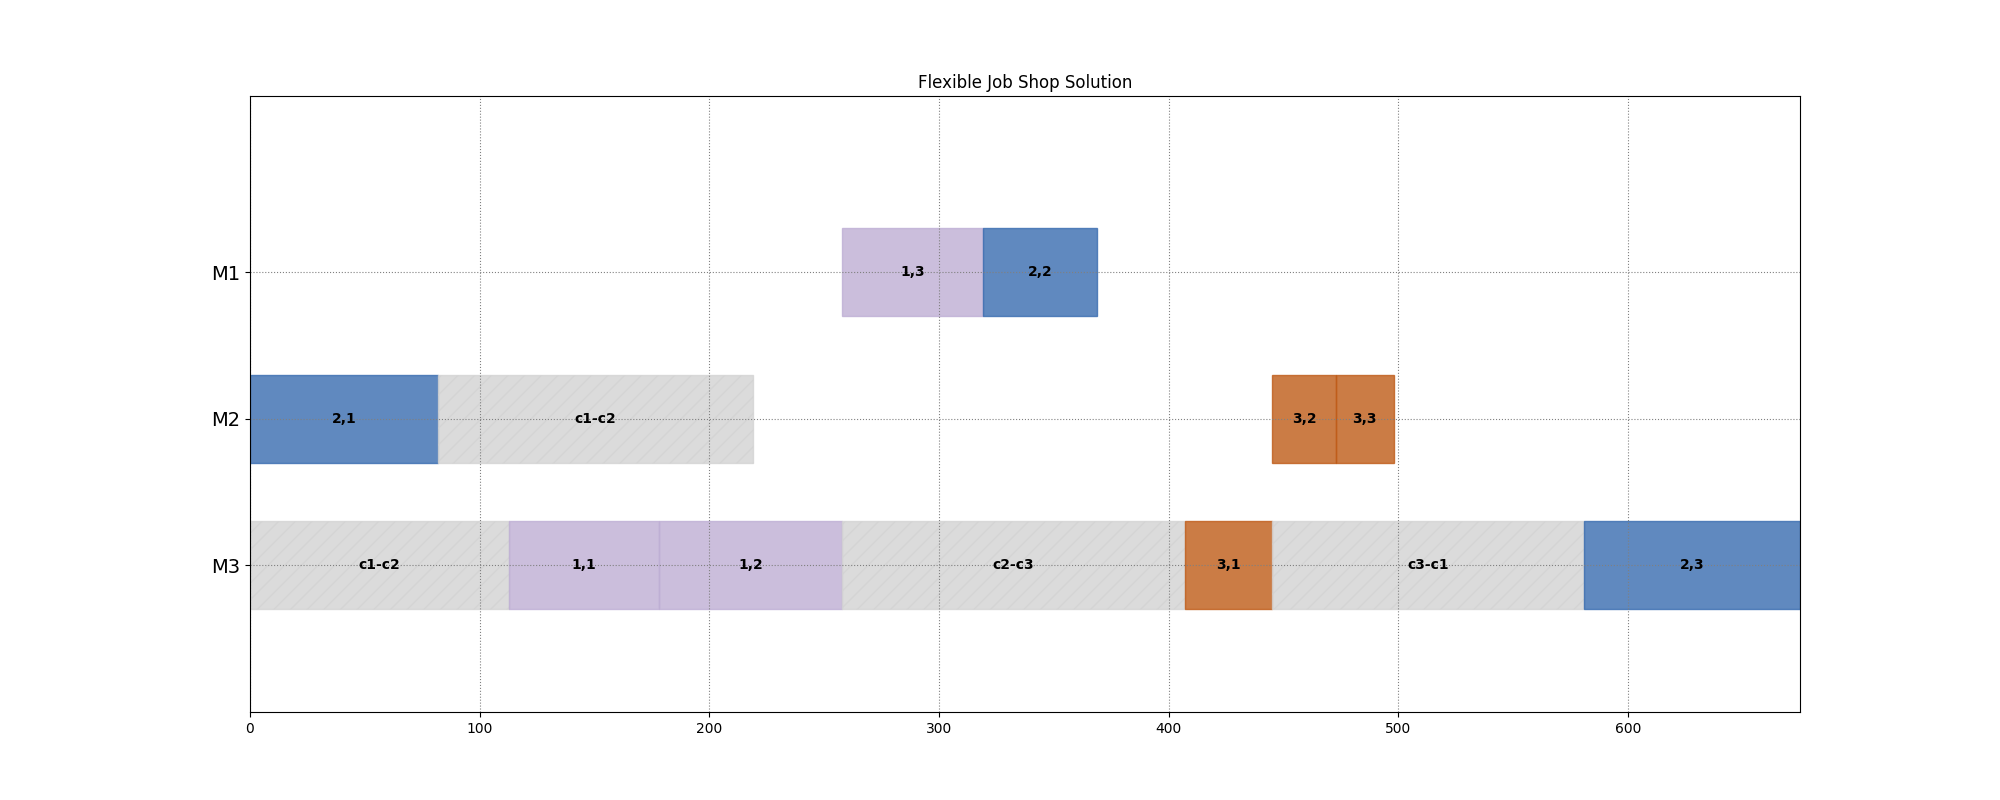 Flexible Job Shop Solution
M1
1,3
2,2
M2
2,1
c1-c2
3,2
3,3
M3
c1-c2
1,1
1,2
c2-c3
3,1
c3-c1
2,3
0
100
200
300
400
500
600